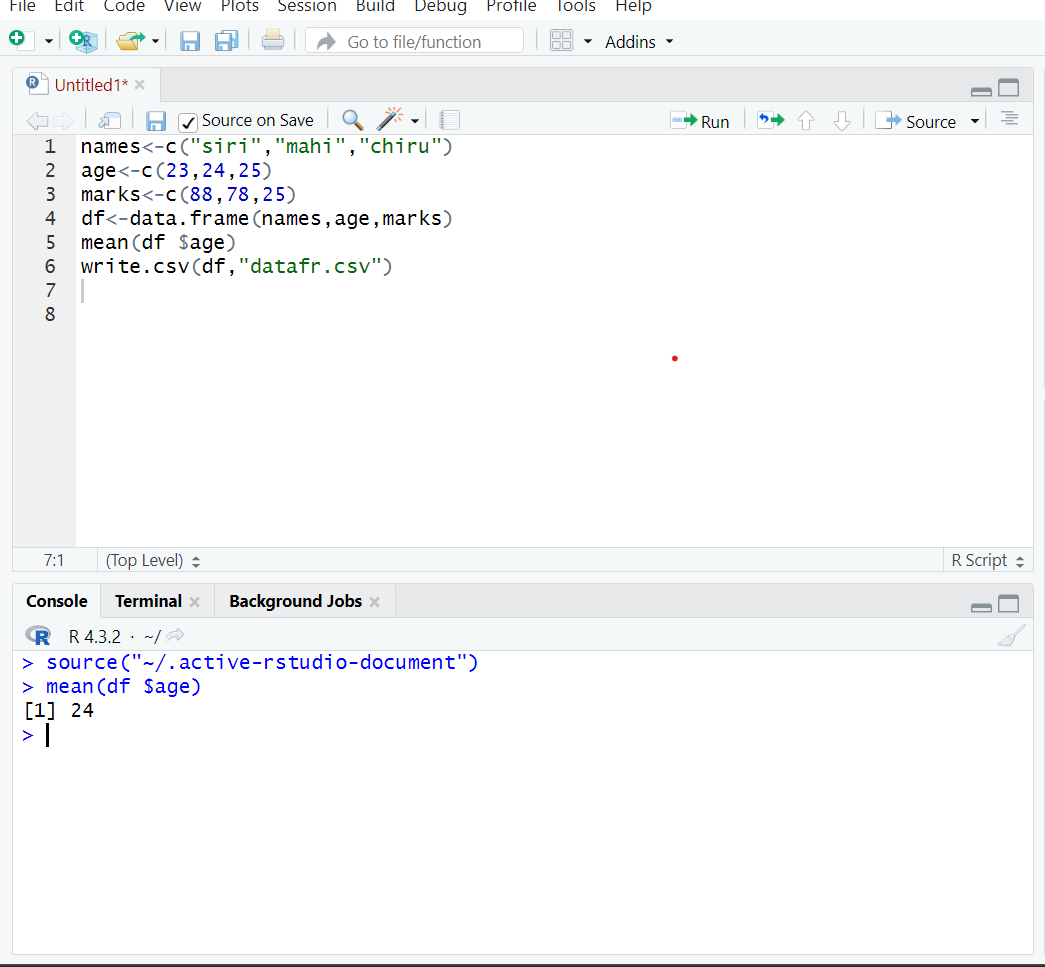 File Edit Code View Plots Session Build Debug Profile Tools Help
R Go to file/function Addins
R Untitled1*
Source on Save Run Source
1 names<-c("siri","mahi","chiru")
2 age<-c(23,24,25)
3 marks<-c(88,78,25)
4 df<-data.frame(names,age,marks)
5 mean(df $age)
6 write.csv(df,"datafr.csv")
7
8
7:1 (Top Level) R Script
Console Terminal Background Jobs
R R 4.3.2 · ~/
> source("~/.active-rstudio-document")
> mean(df $age)
[1] 24
>